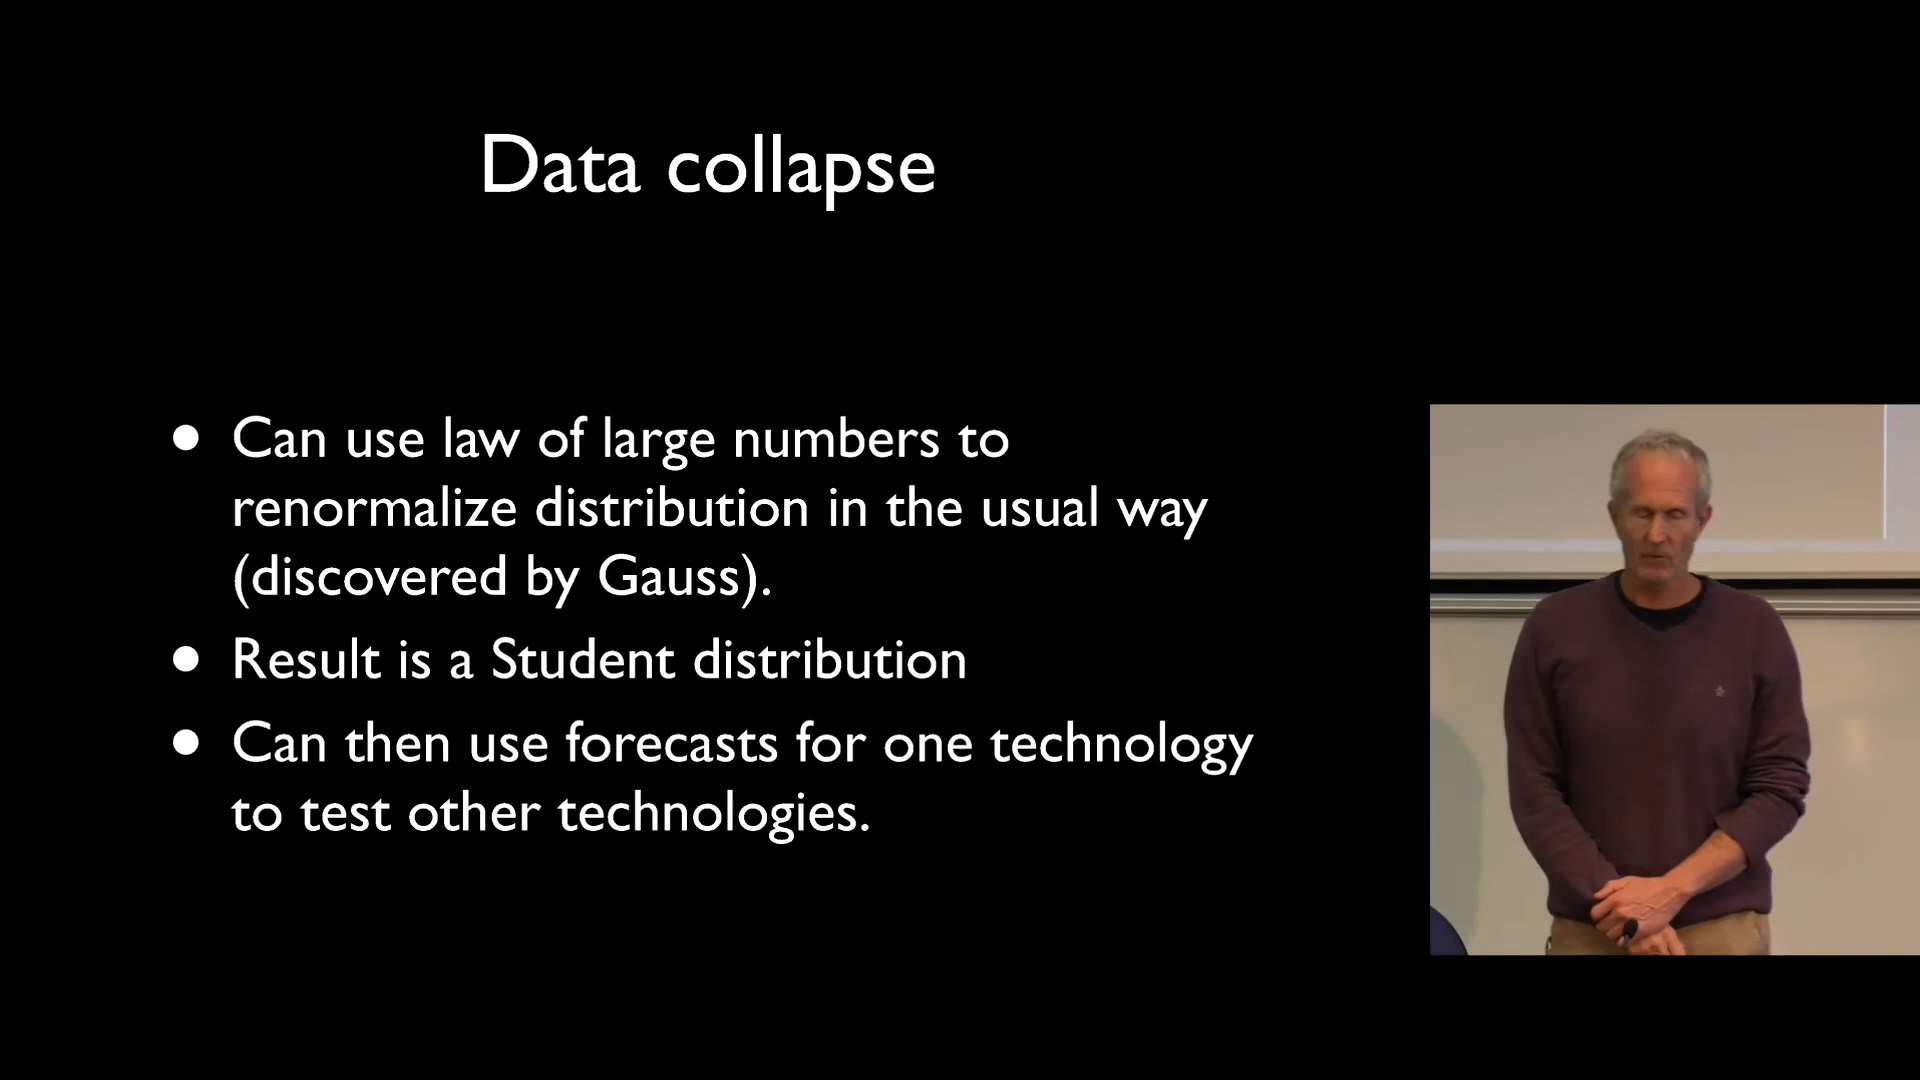 Data collapse
• Can use law of large numbers to
renormalize distribution in the usual way
(discovered by Gauss).
• Result is a Student distribution
• Can then use forecasts for one technology
to test other technologies.